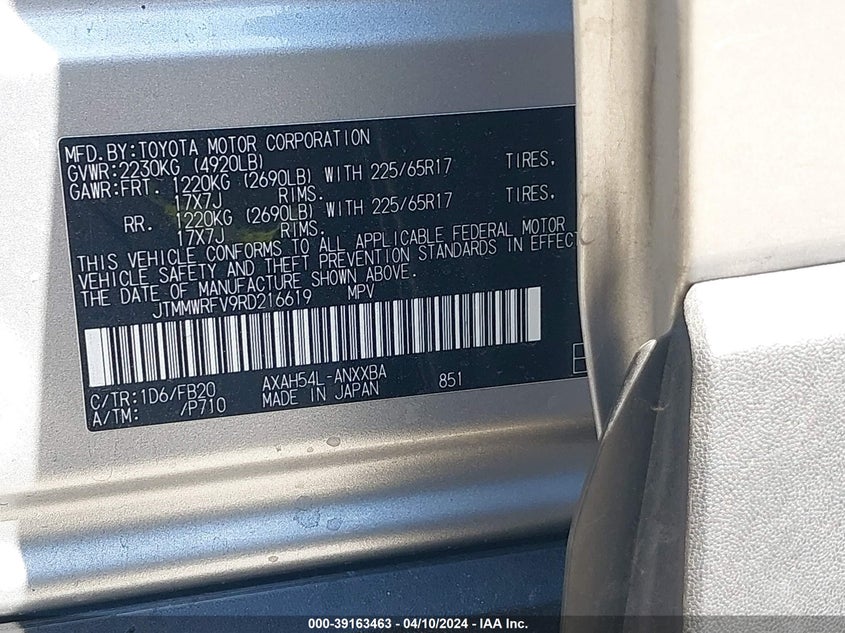 MFD.BY:TOYOTA MOTOR CORPORATION
GVWR:2230KG (4920LB)
GAWR:FRT. 1220KG (2690LB) WITH 225/65R17 TIRES.
17X7J RIMS.
RR. 1220KG (2690LB) WITH 225/65R17 TIRES.
17X7J RIMS.
THIS VEHICLE CONFORMS TO ALL APPLICABLE FEDERAL MOTOR
VEHICLE SAFETY AND THEFT PREVENTION STANDARDS IN EFFECT
THE DATE OF MANUFACTURE SHOWN ABOVE.
JTMMWRFV9RD216619 MPV
C/TR:1D6/FB20 AXAH54L-ANXXBA 851
A/TM: /P710 MADE IN JAPAN
000-39163463 - 04/10/2024 - IAA Inc.